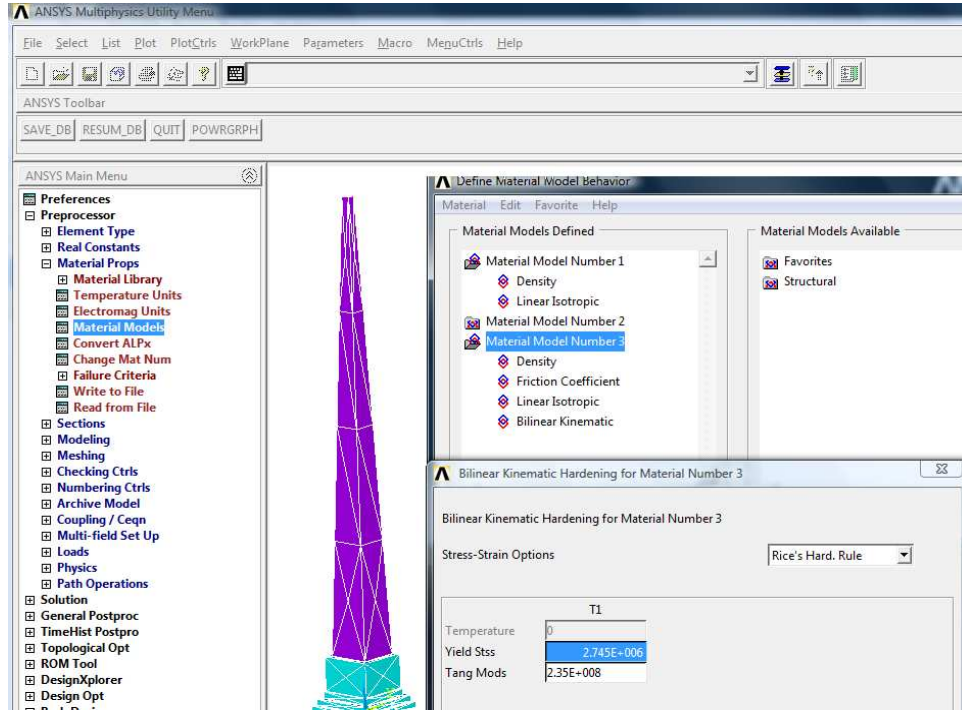 ANSYS Multiphysics Utility Menu
File Select List Plot PlotCtrls WorkPlane Parameters Macro MenuCtrls Help
ANSYS Toolbar
SAVE_DB RESUM_DB QUIT POWRGRPH
ANSYS Main Menu
Preferences
Preprocessor
Element Type
Real Constants
Material Props
Material Library
Temperature Units
Electromag Units
Material Models
Convert ALPx
Change Mat Num
Failure Criteria
Write to File
Read from File
Sections
Modeling
Meshing
Checking Ctrls
Numbering Ctrls
Archive Model
Coupling / Ceqn
Multi-field Set Up
Loads
Physics
Path Operations
Solution
General Postproc
TimeHist Postpro
Topological Opt
ROM Tool
DesignXplorer
Design Opt
Define Material Model Behavior
Material Edit Favorite Help
Material Models Defined
Material Model Number 1
Density
Linear Isotropic
Material Model Number 2
Material Model Number 3
Density
Friction Coefficient
Linear Isotropic
Bilinear Kinematic
Material Models Available
Favorites
Structural
Bilinear Kinematic Hardening for Material Number 3
Bilinear Kinematic Hardening for Material Number 3
Stress-Strain Options Rice's Hard. Rule
T1
Temperature 0
Yield Stss 2.745E+006
Tang Mods 2.35E+008